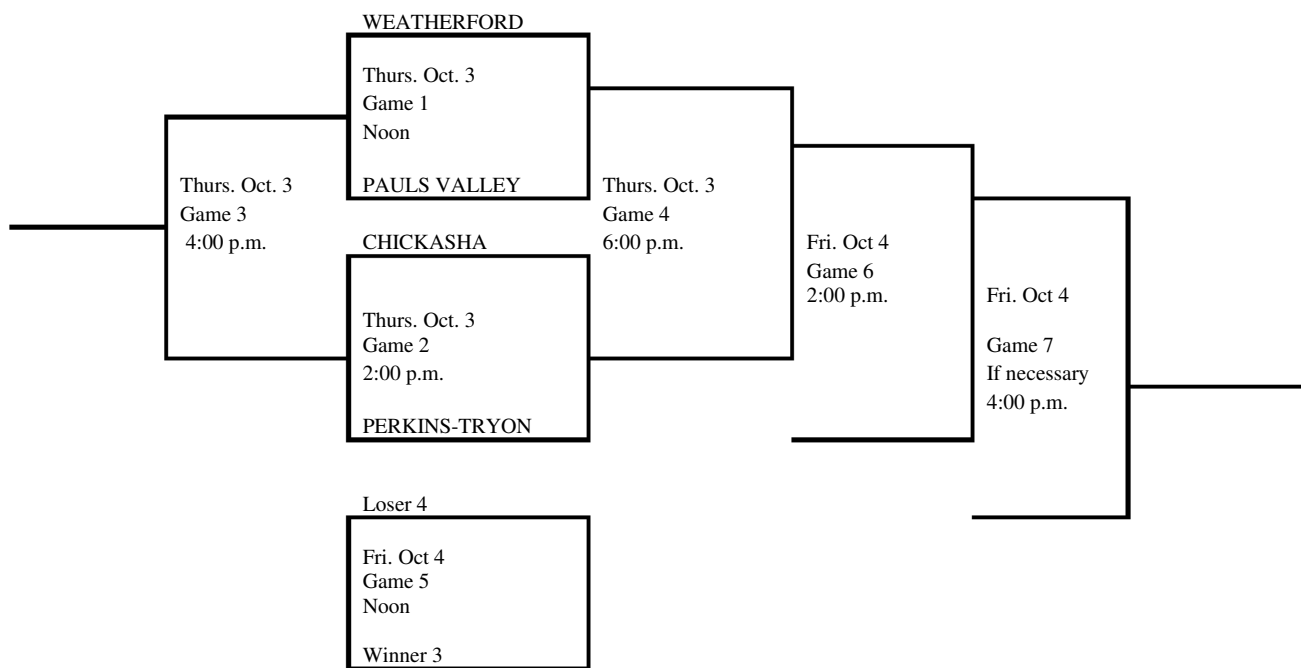 WEATHERFORD
Thurs. Oct. 3
Game 1
Noon
PAULS VALLEY
Thurs. Oct. 3
Game 3
4:00 p.m.
Thurs. Oct. 3
Game 4
6:00 p.m.
CHICKASHA
Thurs. Oct. 3
Game 2
2:00 p.m.
PERKINS-TRYON
Fri. Oct 4
Game 6
2:00 p.m.
Fri. Oct 4
Game 7
If necessary
4:00 p.m.
Loser 4
Fri. Oct 4
Game 5
Noon
Winner 3